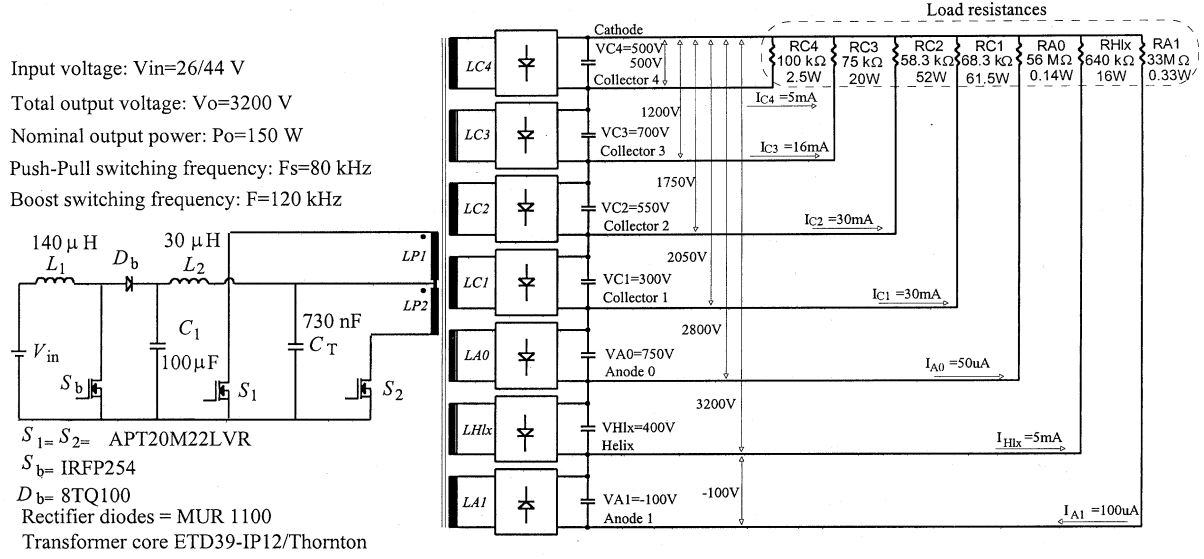 Load resistances
Cathode
Input voltage: Vin=26/44 V
Total output voltage: Vo=3200 V
Nominal output power: Po=150 W
Push-Pull switching frequency: Fs=80 kHz
Boost switching frequency: F=120 kHz
LC4
VC4=500V
500V
Collector 4
RC4
100 kΩ
2.5W
RC3
75 kΩ
20W
RC2
58.3 kΩ
52W
RC1
68.3 kΩ
61.5W
RA0
56 MΩ
0.14W
RHlx
640 kΩ
16W
RA1
33MΩ
0.33W
IC4 =5mA
1200V
LC3
VC3=700V
Collector 3
IC3 =16mA
1750V
LC2
VC2=550V
Collector 2
IC2 =30mA
2050V
LC1
VC1=300V
Collector 1
IC1 =30mA
2800V
LA0
VA0=750V
Anode 0
IA0 =50uA
3200V
LHlx
VHlx=400V
Helix
IHlx =5mA
-100V
LA1
VA1=-100V
Anode 1
IA1 =100uA
140 μH
L1
Db
30 μH
L2
LP1
LP2
Vin
Sb
C1
100μF
S1
730 nF
CT
S2
S1= S2= APT20M22LVR
Sb= IRFP254
Db= 8TQ100
Rectifier diodes = MUR 1100
Transformer core ETD39-IP12/Thornton